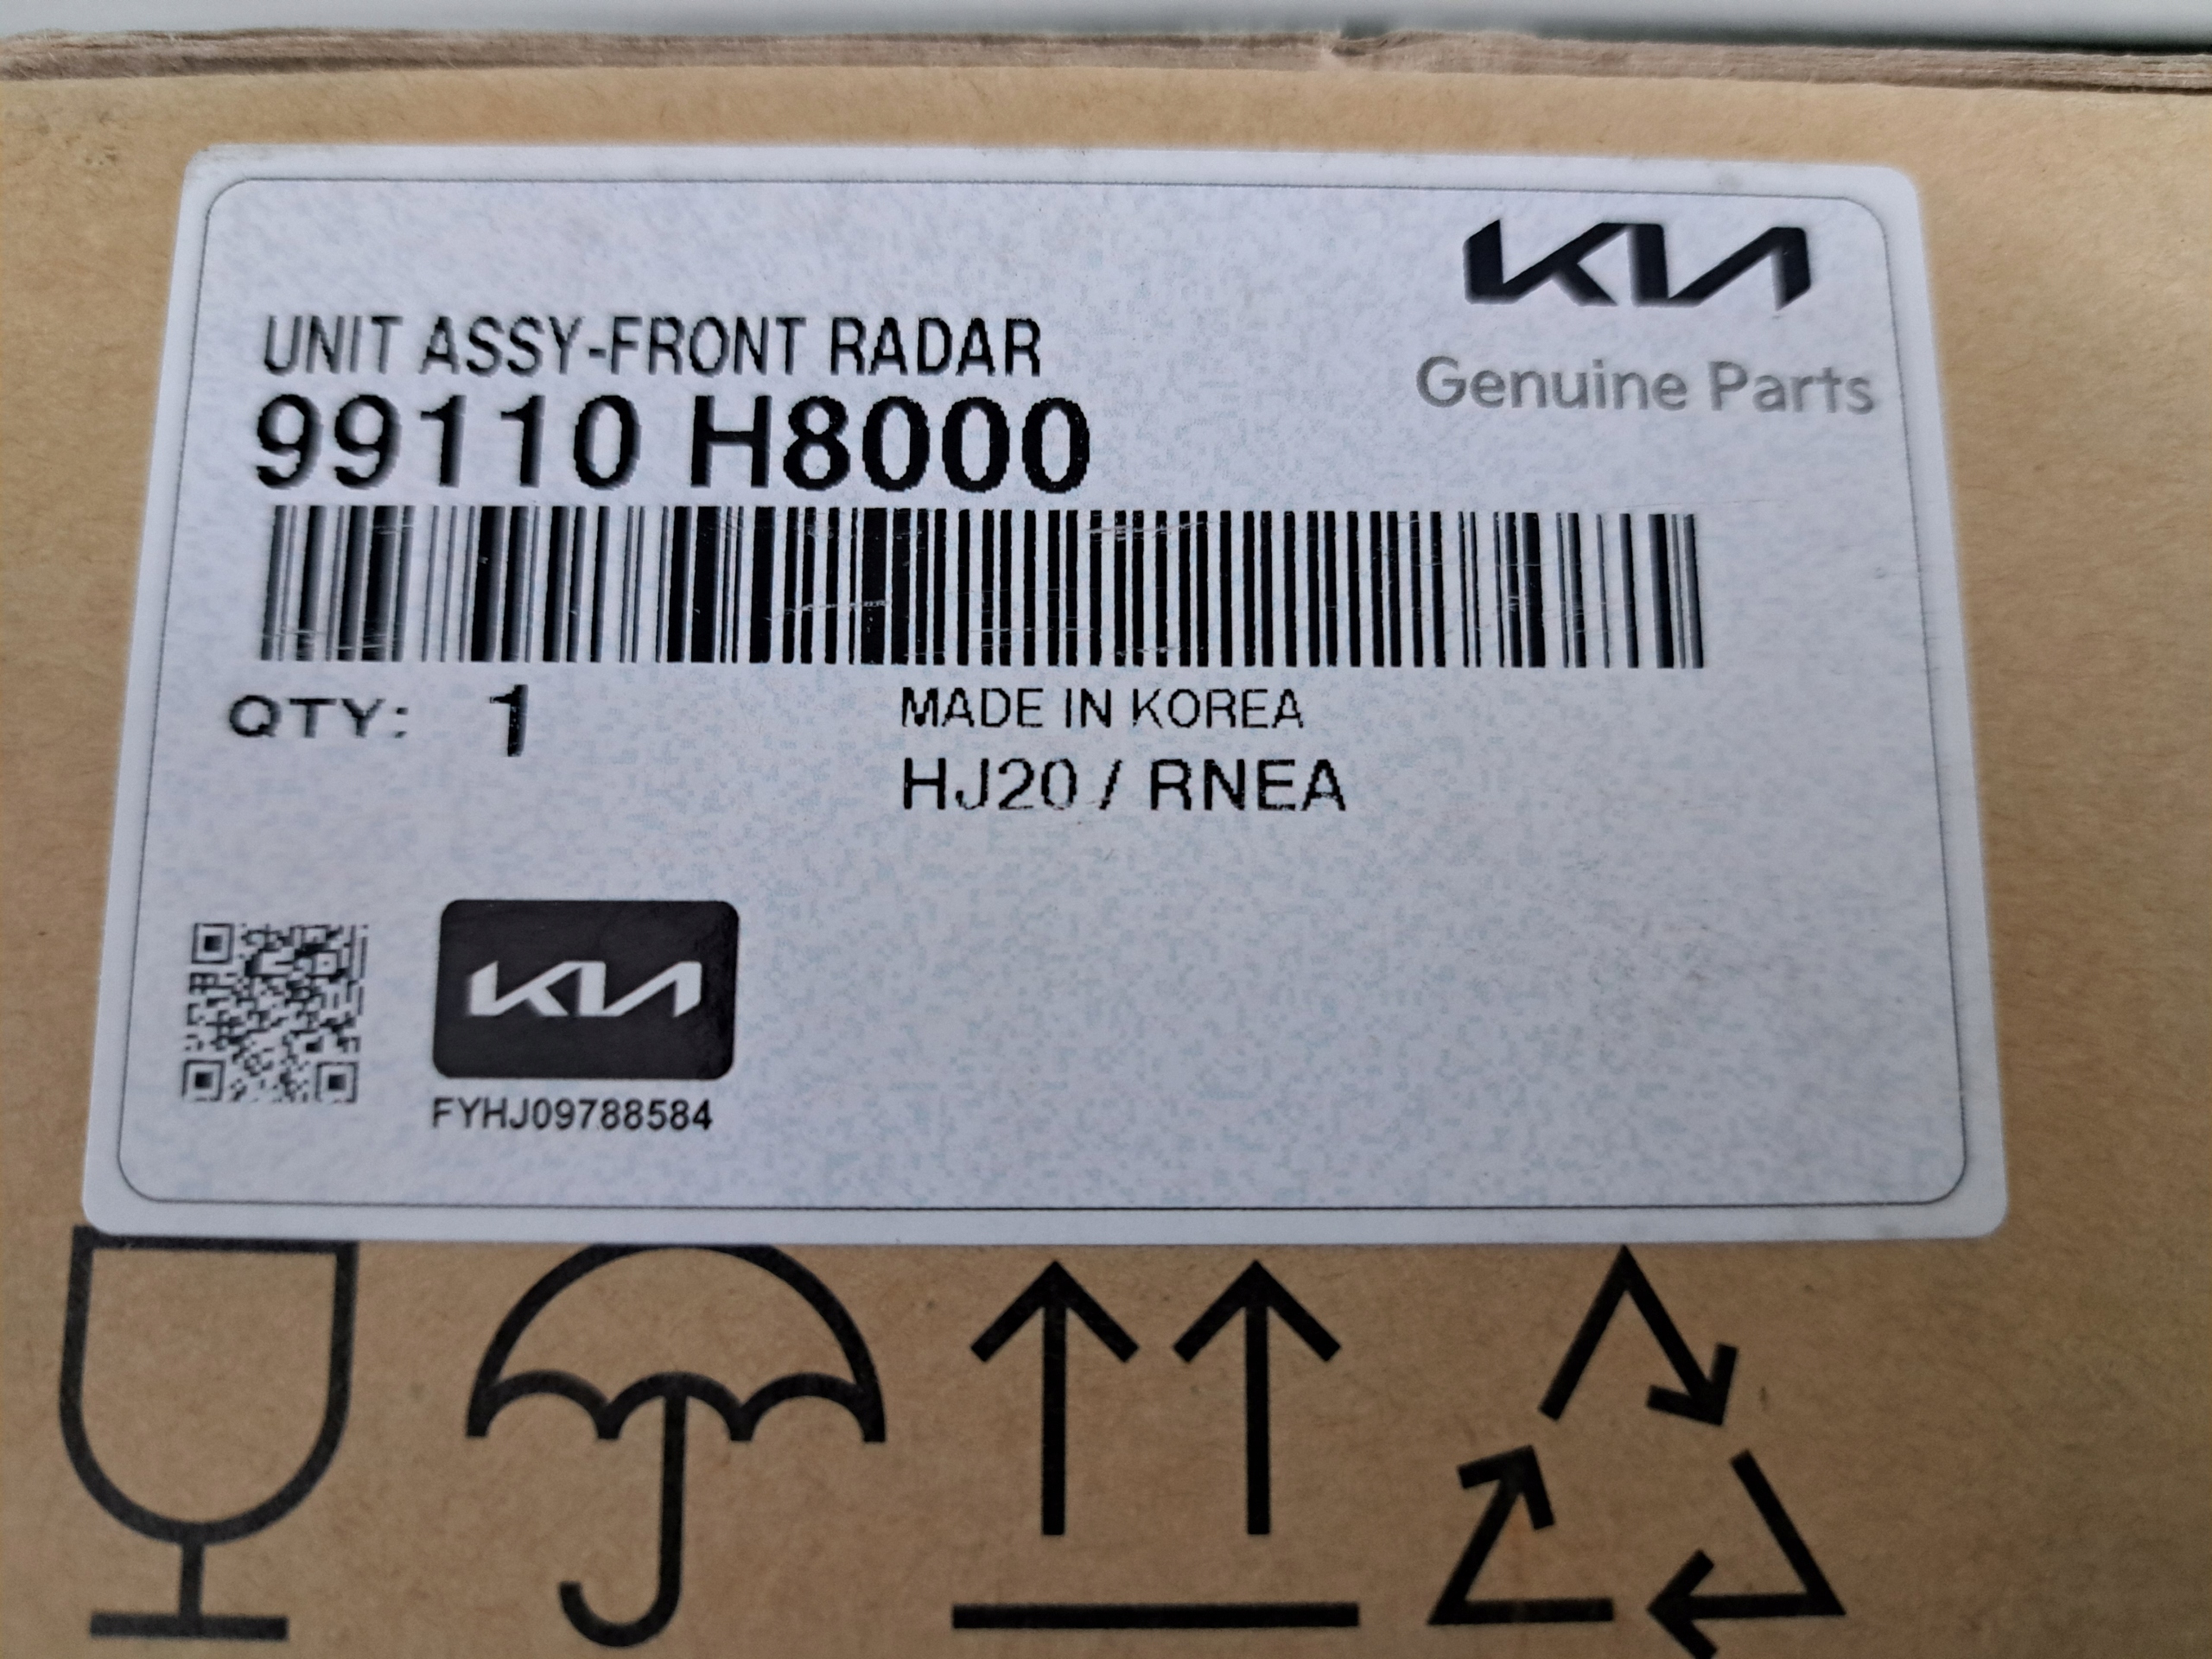 KIA
Genuine Parts
UNIT ASSY-FRONT RADAR
99110 H8000
QTY: 1
MADE IN KOREA
HJ20 / RNEA
KIA
FYHJ09788584